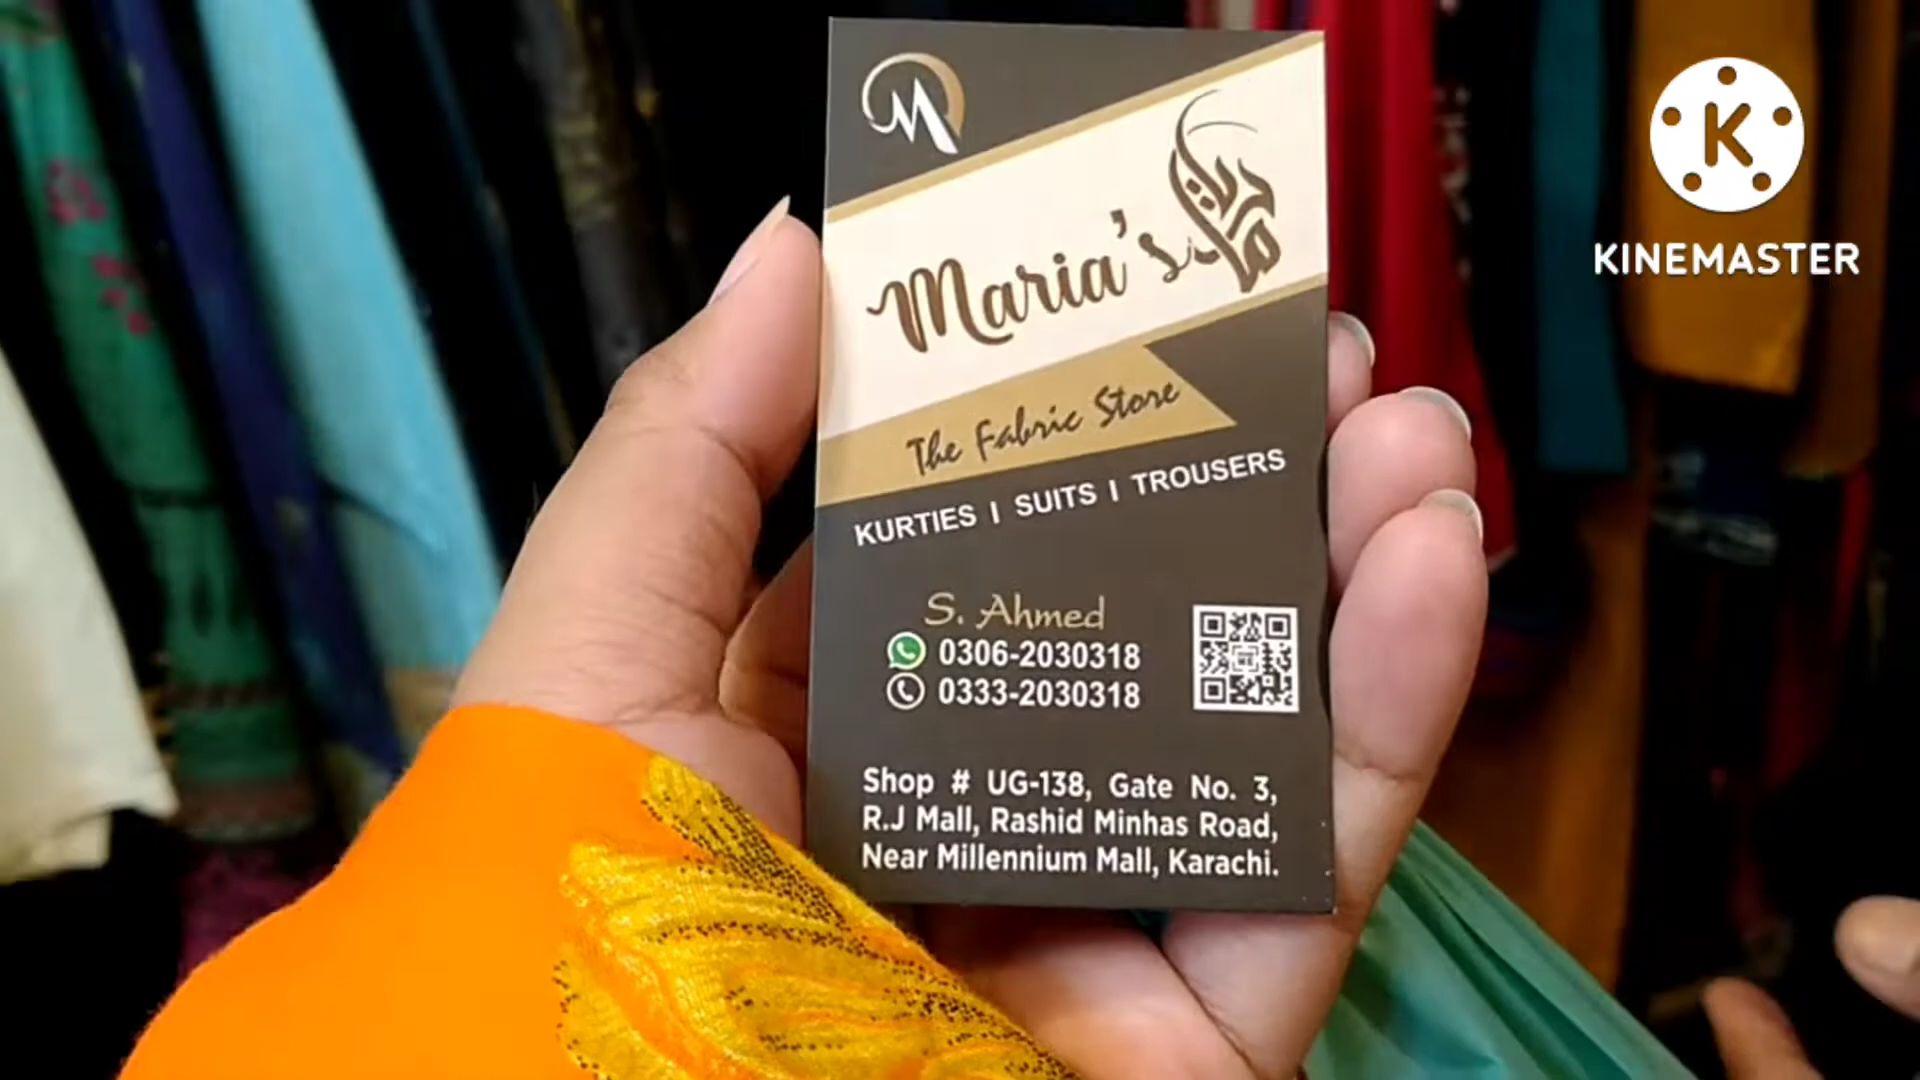 M
Maria's ماریاز
The Fabric Store
KURTIES I SUITS I TROUSERS
S. Ahmed
0306-2030318
0333-2030318
Shop # UG-138, Gate No. 3,
R.J Mall, Rashid Minhas Road,
Near Millennium Mall, Karachi.
K
KINEMASTER